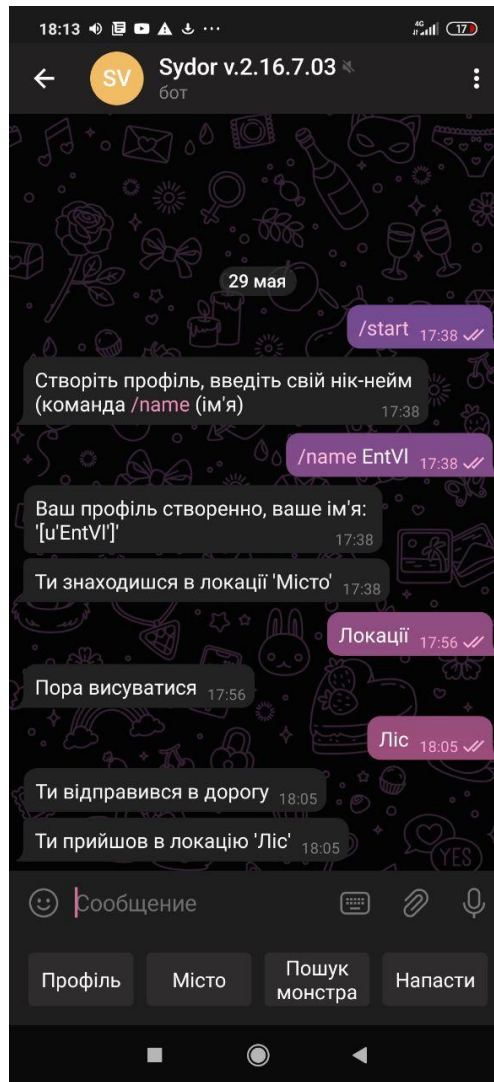 18:13
4G
17
SV
Sydor v.2.16.7.03
бот
29 мая
/start 17:38
Створіть профіль, введіть свій нік-нейм
(команда /name (ім'я)
17:38
/name EntVl 17:38
Ваш профіль створенно, ваше ім'я:
'[u'EntVl']'
17:38
Ти знаходишся в локації 'Місто' 17:38
Локації 17:56
Пора висуватися 17:56
Ліс 18:05
Ти відправився в дорогу 18:05
Ти прийшов в локацію 'Ліс' 18:05
YES
Сообщение
Профіль
Місто
Пошук
монстра
Напасти